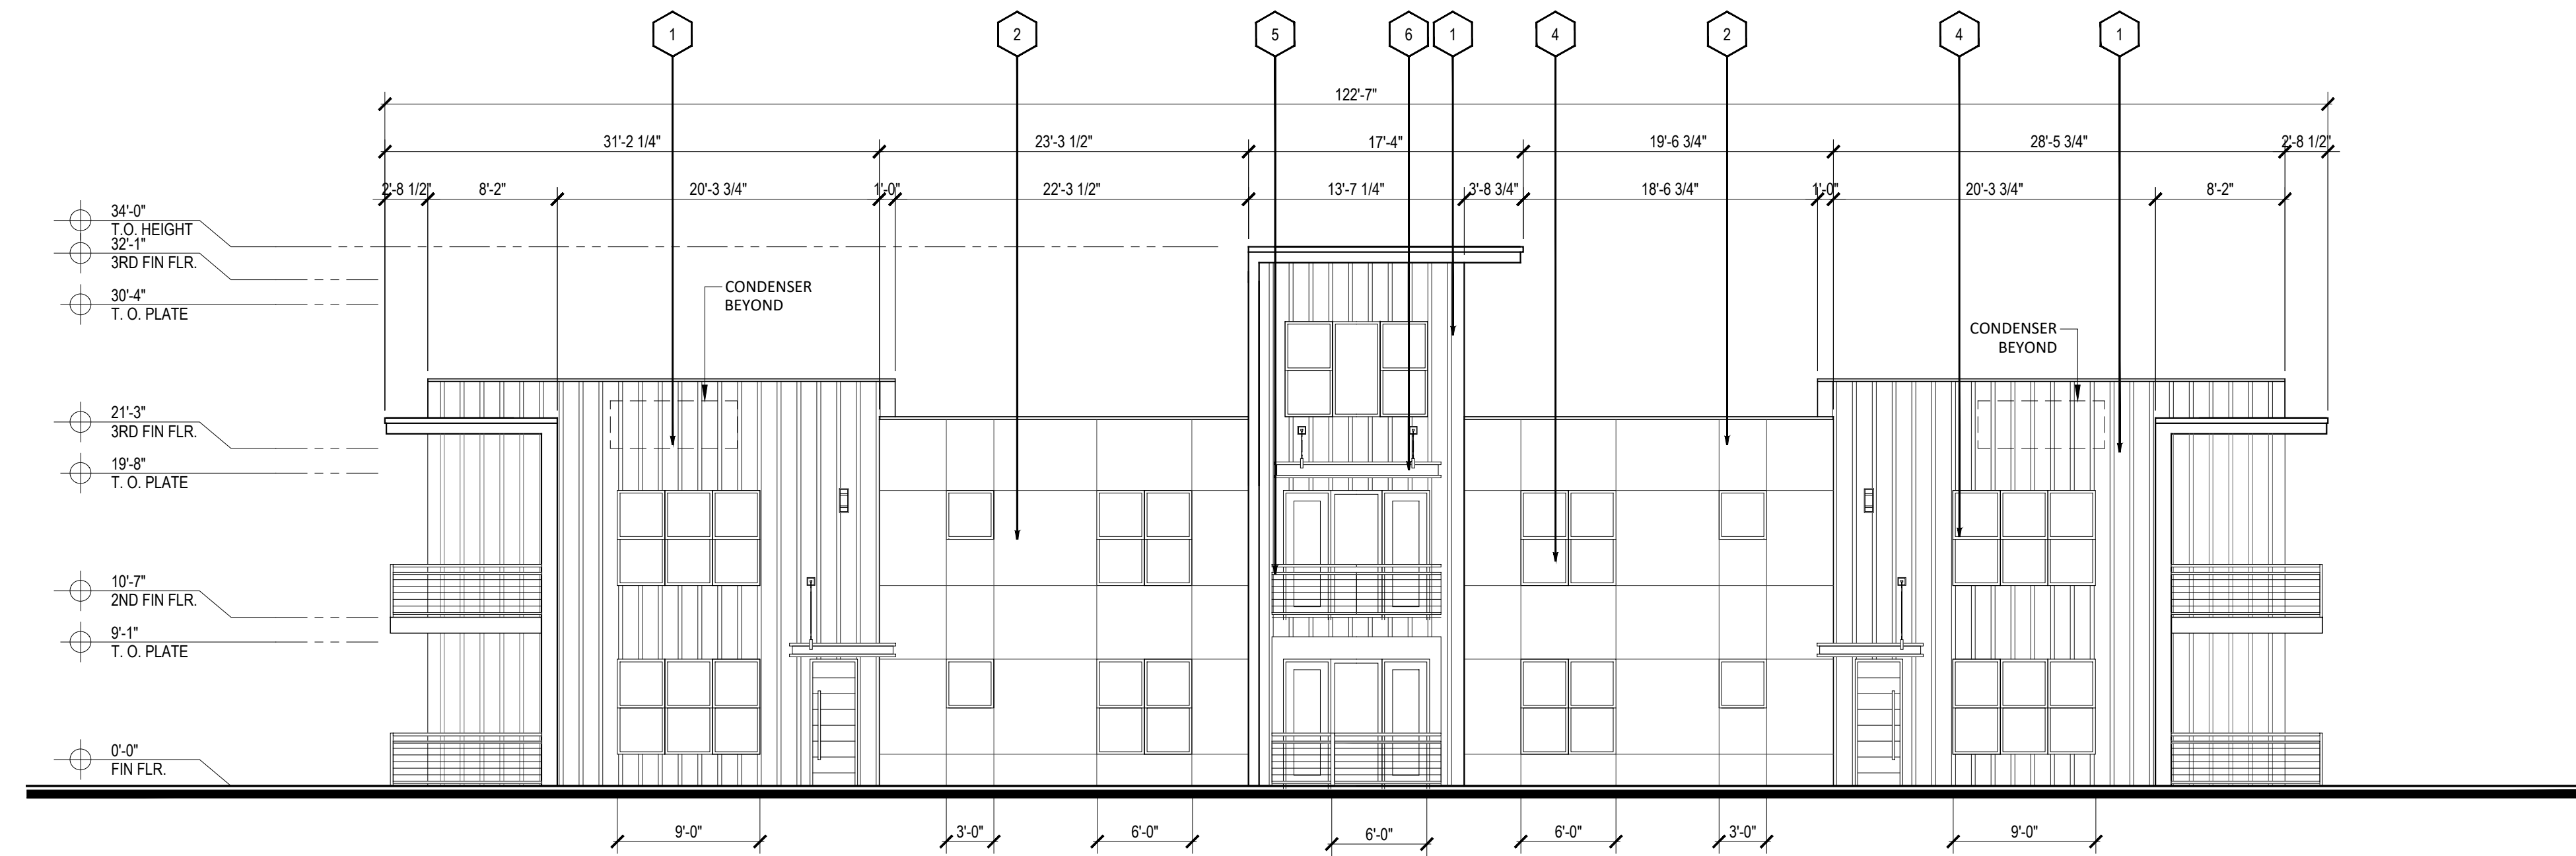 1 2 5 6 1 4 2 4 1
122'-7"
31'-2 1/4" 23'-3 1/2" 17'-4" 19'-6 3/4" 28'-5 3/4" 2'-8 1/2"
2'-8 1/2" 8'-2" 20'-3 3/4" 1'-0" 22'-3 1/2" 13'-7 1/4" 3'-8 3/4" 18'-6 3/4" 1'-0" 20'-3 3/4" 8'-2"
34'-0"
T.O. HEIGHT
32'-1"
3RD FIN FLR.
30'-4"
T. O. PLATE
CONDENSER
BEYOND
CONDENSER
BEYOND
21'-3"
3RD FIN FLR.
19'-8"
T. O. PLATE
10'-7"
2ND FIN FLR.
9'-1"
T. O. PLATE
0'-0"
FIN FLR.
9'-0" 3'-0" 6'-0" 6'-0" 6'-0" 3'-0" 9'-0"